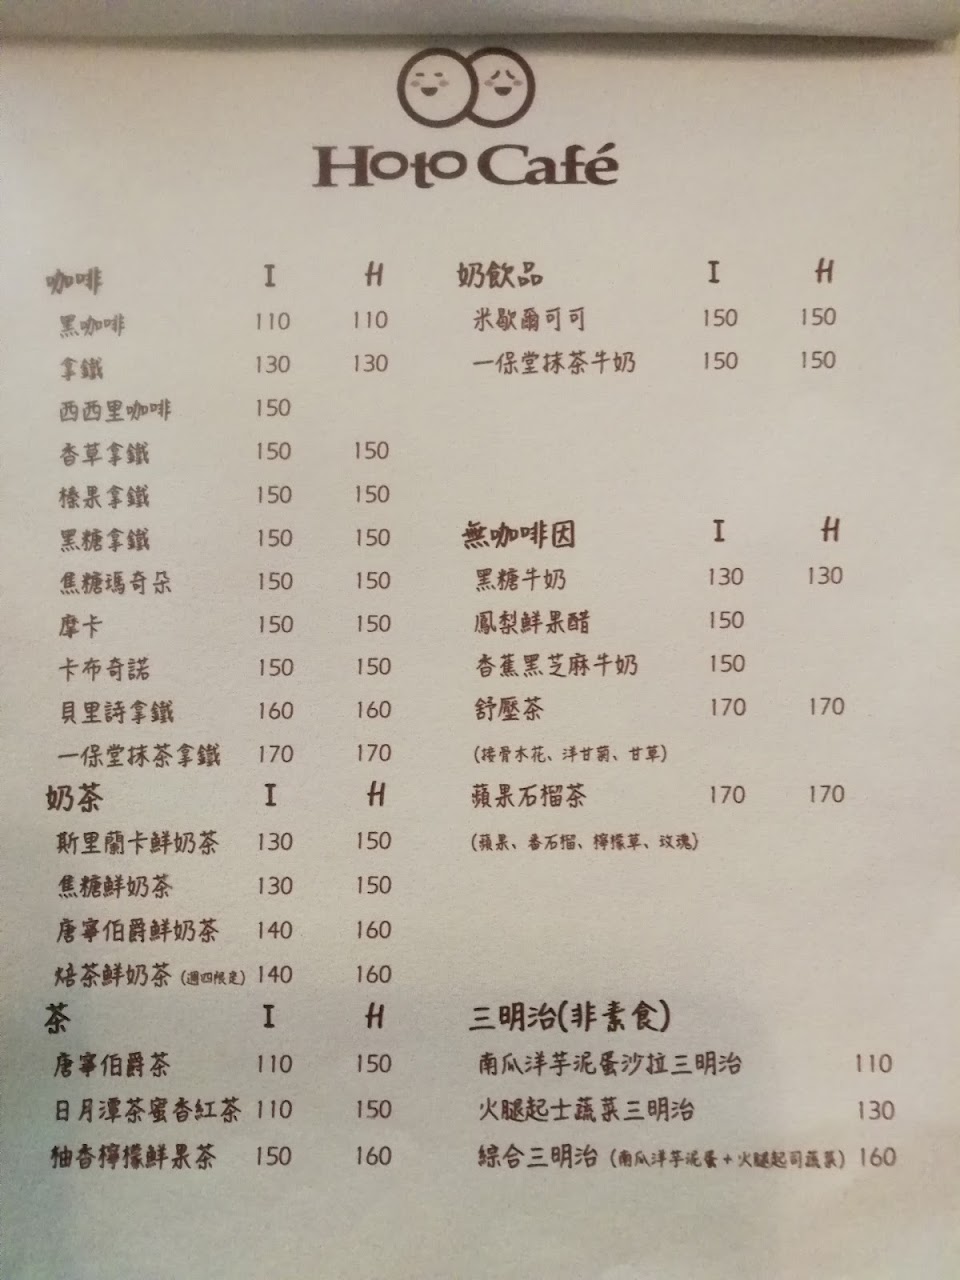 Hoto Café
咖啡 I H
黑咖啡 110 110
拿鐵 130 130
西西里咖啡 150
香草拿鐵 150 150
榛果拿鐵 150 150
黑糖拿鐵 150 150
焦糖瑪奇朵 150 150
摩卡 150 150
卡布奇諾 150 150
貝里詩拿鐵 160 160
一保堂抹茶拿鐵 170 170
奶茶 I H
斯里蘭卡鮮奶茶 130 150
焦糖鮮奶茶 130 150
唐寧伯爵鮮奶茶 140 160
焙茶鮮奶茶 (週四限定) 140 160
茶 I H
唐寧伯爵茶 110 150
日月潭茶蜜香紅茶 110 150
柚香檸檬鮮果茶 150 160
奶飲品 I H
米歇爾可可 150 150
一保堂抹茶牛奶 150 150
無咖啡因 I H
黑糖牛奶 130 130
鳳梨鮮果醋 150
香蕉黑芝麻牛奶 150
舒壓茶 170 170
(接骨木花、洋甘菊、甘草)
蘋果石榴茶 170 170
(蘋果、番石榴、檸檬草、玫瑰)
三明治(非素食)
南瓜洋芋泥蛋沙拉三明治 110
火腿起士蔬菜三明治 130
綜合三明治 (南瓜洋芋泥蛋+火腿起司蔬菜) 160